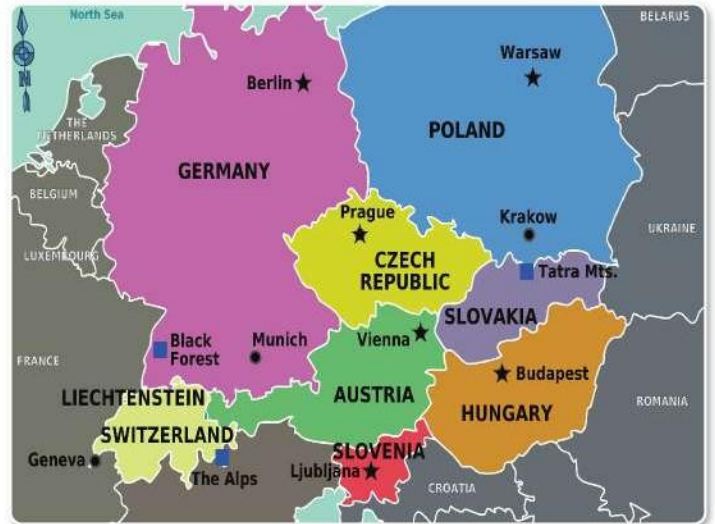 North Sea
BELARUS
Warsaw
Berlin
N
THE
NETHERLANDS
POLAND
GERMANY
BELGIUM
Prague
Krakow
UKRAINE
CZECH
REPUBLIC
LUXEMBOURG
Tatra Mts.
SLOVAKIA
Black
Forest
Munich
Vienna
FRANCE
Budapest
LIECHTENSTEIN
AUSTRIA
ROMANIA
HUNGARY
SWITZERLAND
SLOVENIA
Geneva
The Alps
Ljubljana
CROATIA